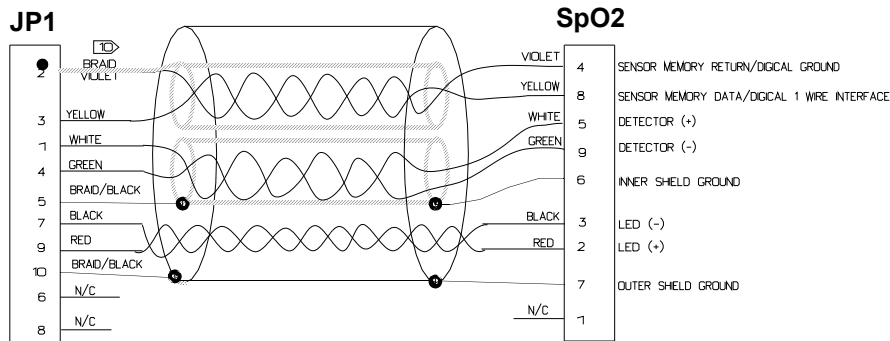 JP1
SpO2
10
BRAID
2 VIOLET
3 YELLOW
1 WHITE
4 GREEN
5 BRAID/BLACK
7 BLACK
9 RED
10 BRAID/BLACK
6 N/C
8 N/C
VIOLET 4 SENSOR MEMORY RETURN/DIGICAL GROUND
YELLOW 8 SENSOR MEMORY DATA/DIGICAL 1 WIRE INTERFACE
WHITE 5 DETECTOR (+)
GREEN 9 DETECTOR (-)
6 INNER SHIELD GROUND
BLACK 3 LED (-)
RED 2 LED (+)
7 OUTER SHIELD GROUND
N/C 1